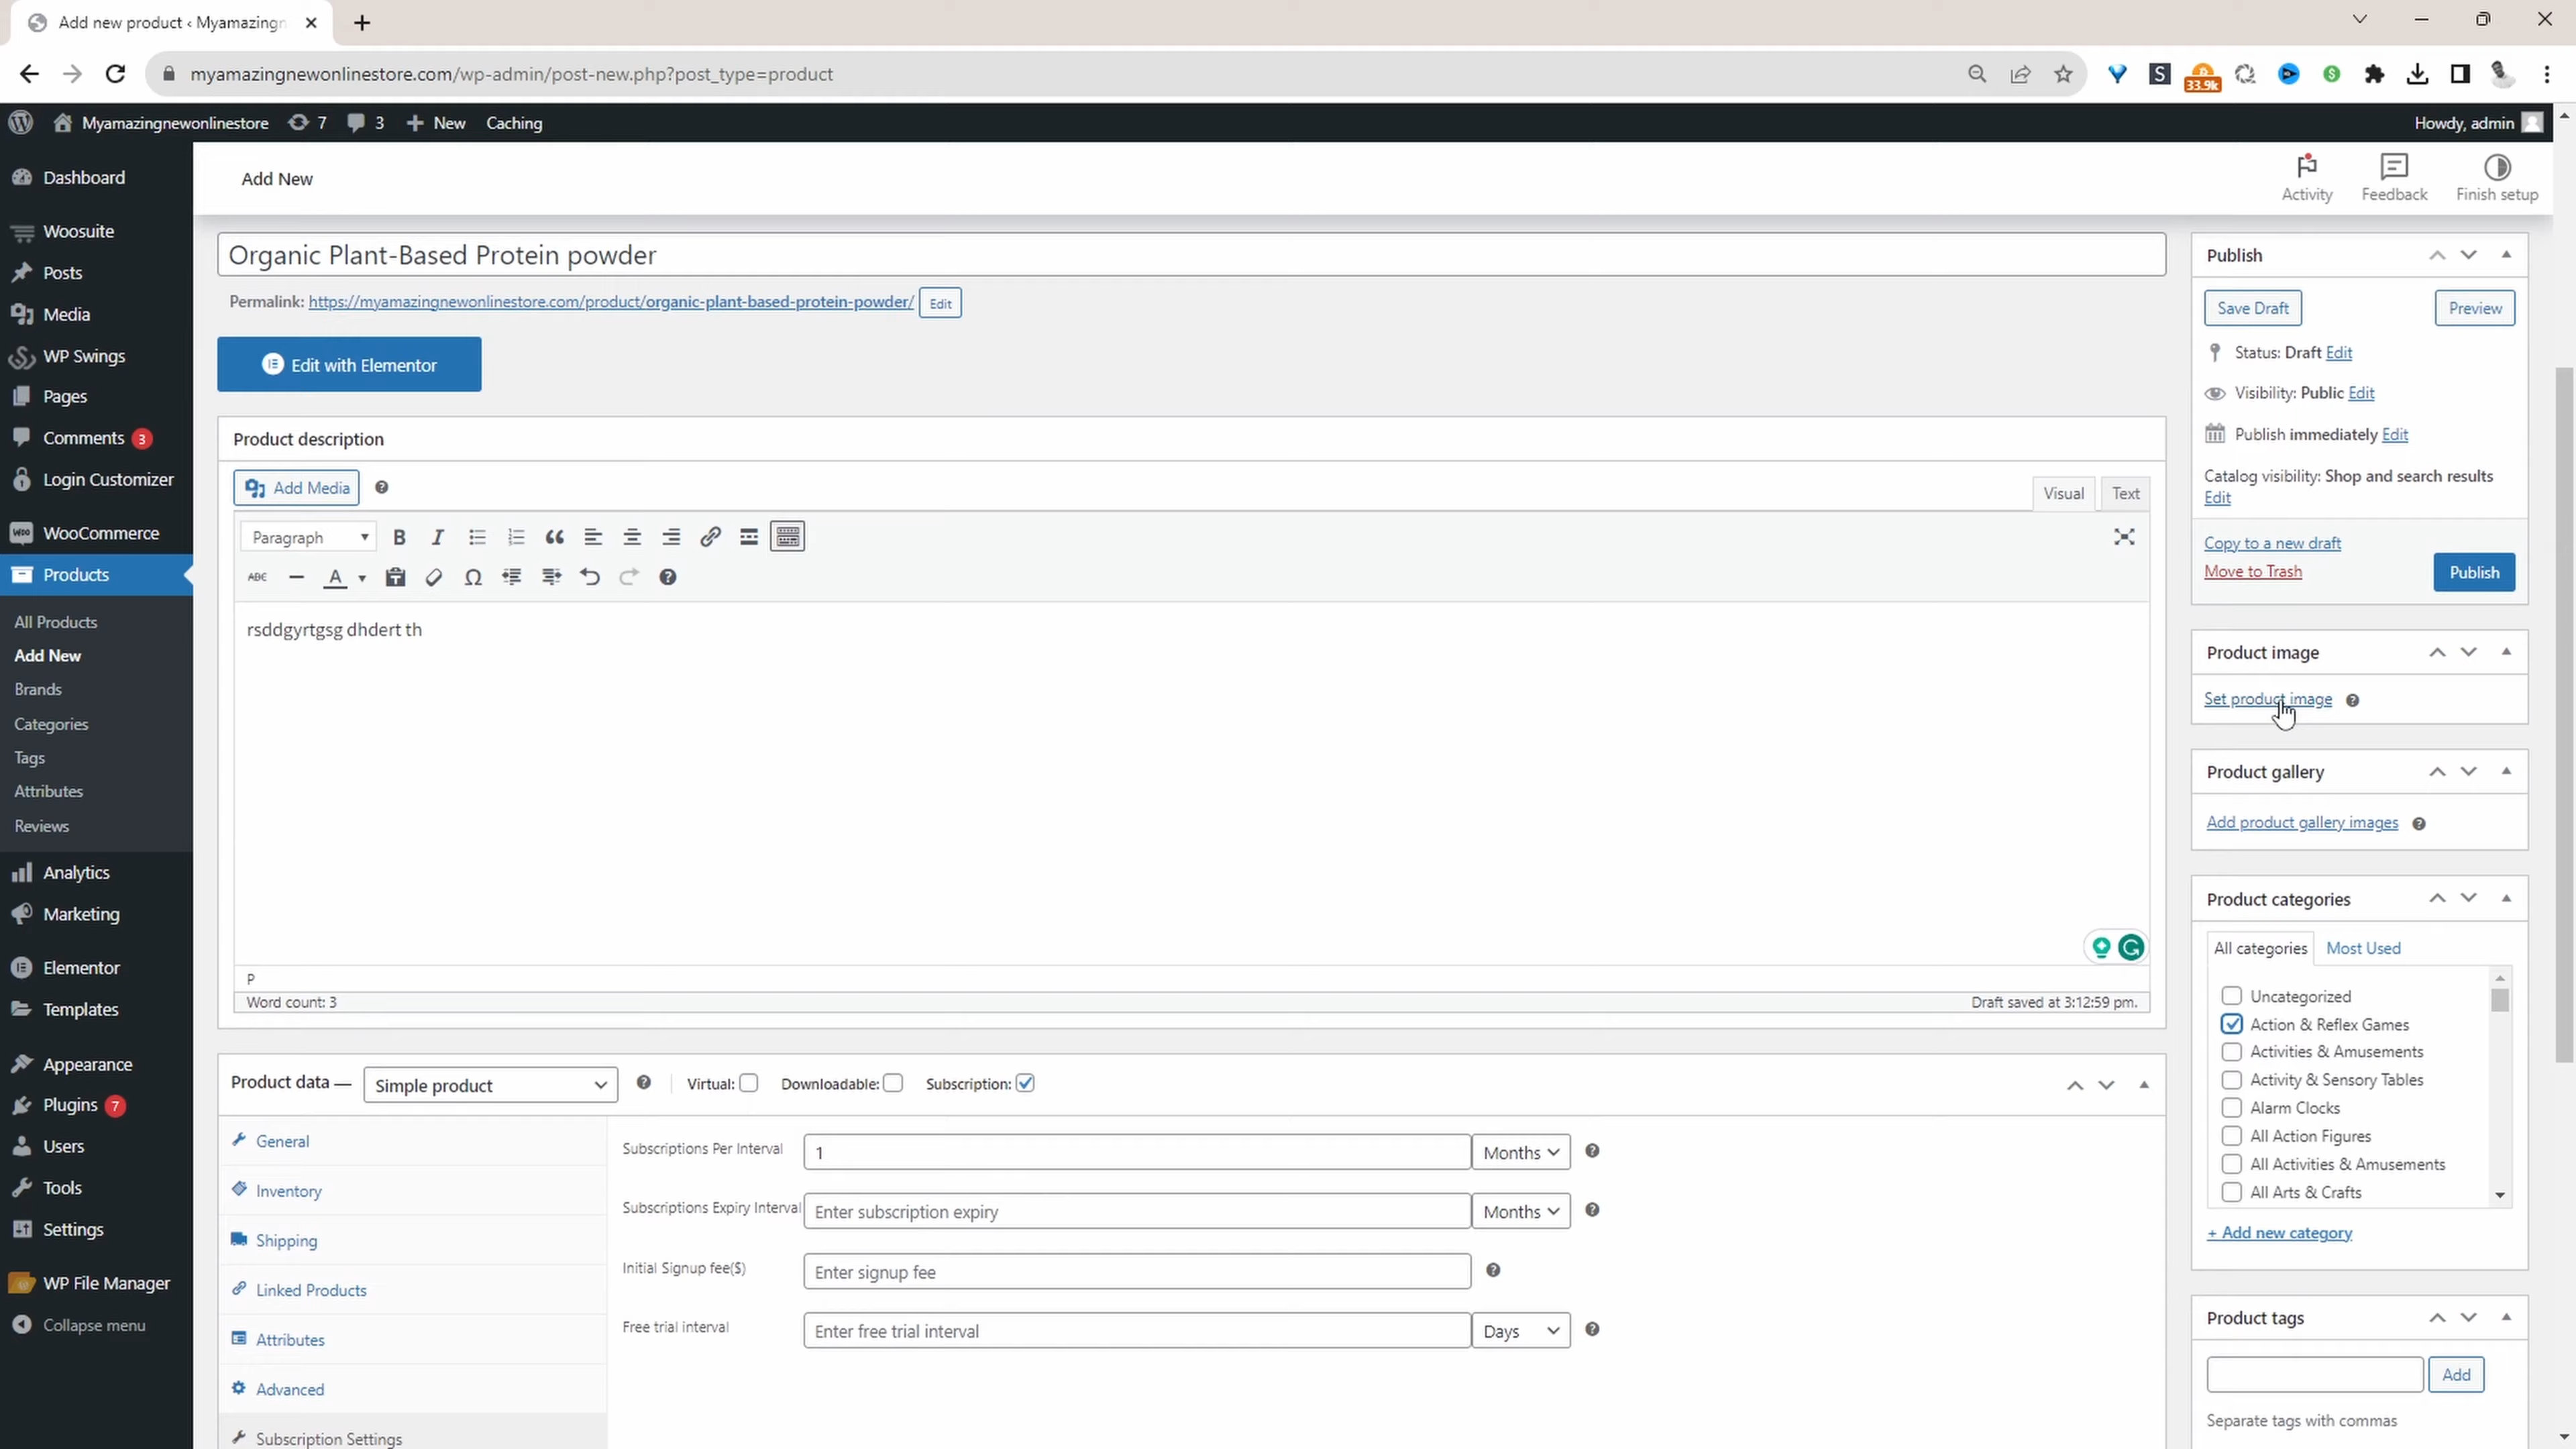 Add new product ‹ Myamazing
myamazingnewonlinestore.com/wp-admin/post-new.php?post_type=product
33.9k
Myamazingnewonlinestore 7 3 New Caching
Howdy, admin
Add New
Activity
Feedback
Finish setup
Dashboard
Woosuite
Posts
Media
WP Swings
Pages
Comments 3
Login Customizer
WooCommerce
Products
All Products
Add New
Brands
Categories
Tags
Attributes
Reviews
Analytics
Marketing
Elementor
Templates
Appearance
Plugins 7
Users
Tools
Settings
WP File Manager
Collapse menu
Organic Plant-Based Protein powder
Permalink: https://myamazingnewonlinestore.com/product/organic-plant-based-protein-powder/ Edit
Edit with Elementor
Product description
Add Media
Visual Text
Paragraph
rsddgyrtgsg dhdert th
P
Word count: 3
Draft saved at 3:12:59 pm.
Product data — Simple product Virtual: Downloadable: Subscription:
General
Inventory
Shipping
Linked Products
Attributes
Advanced
Subscription Settings
Subscriptions Per Interval 1 Months
Subscriptions Expiry Interval Enter subscription expiry Months
Initial Signup fee($) Enter signup fee
Free trial interval Enter free trial interval Days
Publish
Save Draft Preview
Status: Draft Edit
Visibility: Public Edit
Publish immediately Edit
Catalog visibility: Shop and search results
Edit
Copy to a new draft
Move to Trash
Publish
Product image
Set product image
Product gallery
Add product gallery images
Product categories
All categories Most Used
Uncategorized
Action & Reflex Games
Activities & Amusements
Activity & Sensory Tables
Alarm Clocks
All Action Figures
All Activities & Amusements
All Arts & Crafts
+ Add new category
Product tags
Add
Separate tags with commas